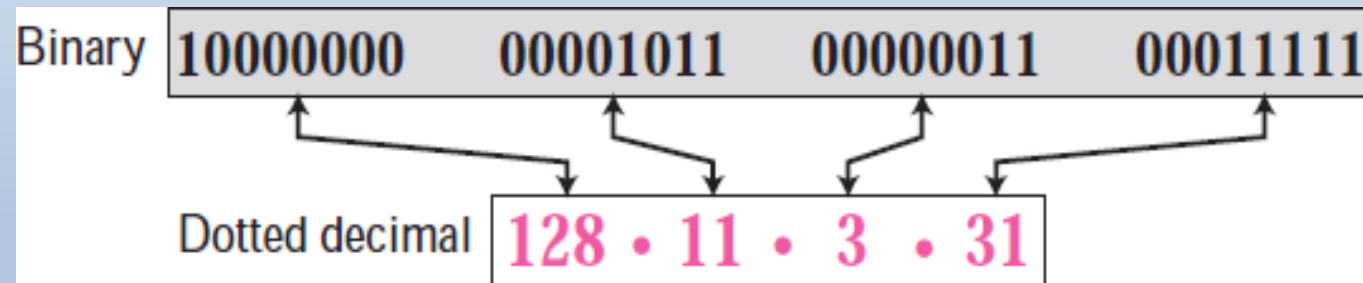 Binary 10000000 00001011 00000011 00011111
Dotted decimal 128 • 11 • 3 • 31